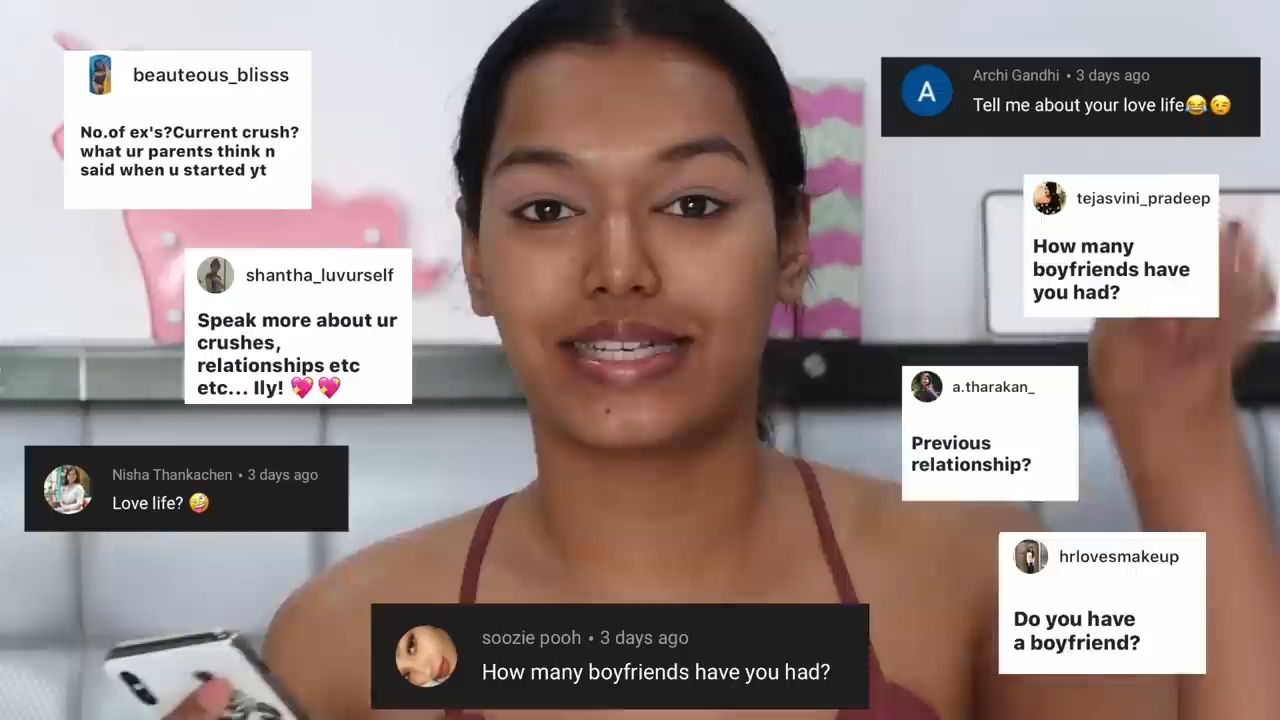 beauteous_blisss
No.of ex's?Current crush?
what ur parents think n
said when u started yt
shantha_luvurself
Speak more about ur
crushes,
relationships etc
etc... Ily! 💖💖
Nisha Thankachen • 3 days ago
Love life? 🤪
soozie pooh • 3 days ago
How many boyfriends have you had?
A
Archi Gandhi • 3 days ago
Tell me about your love life😂😉
tejasvini_pradeep
How many
boyfriends have
you had?
a.tharakan_
Previous
relationship?
hrlovesmakeup
Do you have
a boyfriend?